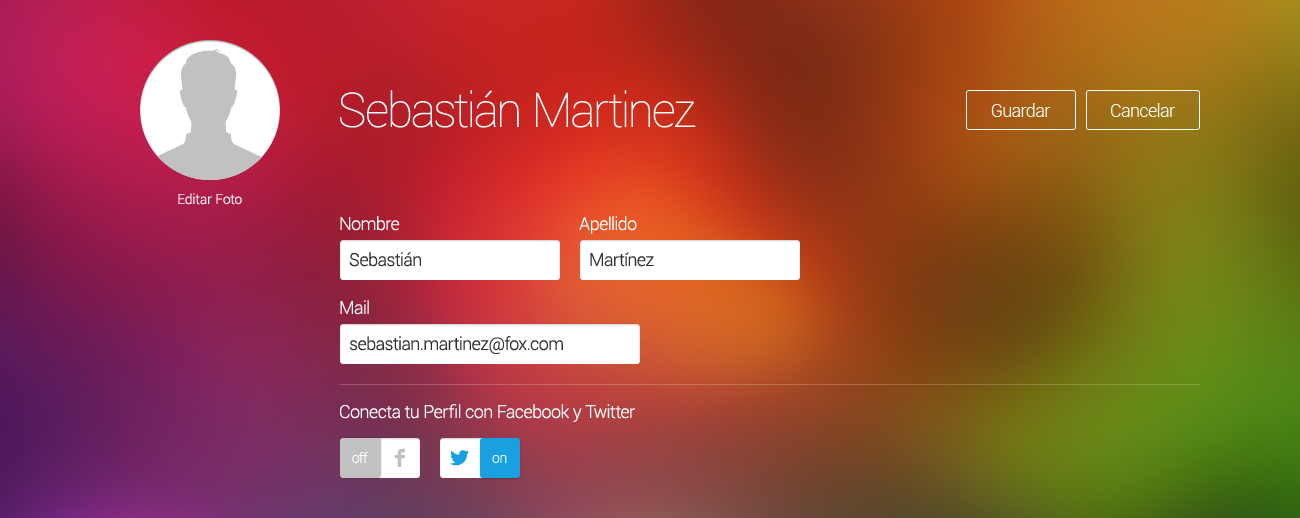 Sebastián Martinez
Guardar
Cancelar
Editar Foto
Nombre
Apellido
Sebastián
Martínez
Mail
sebastian.martinez@fox.com
Conecta tu Perfil con Facebook y Twitter
off
on